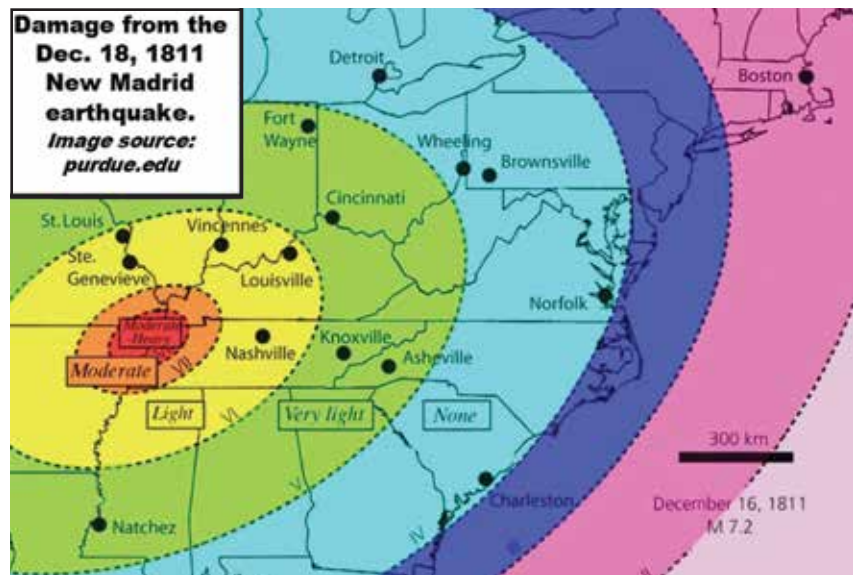 Damage from the
Dec. 18, 1811
New Madrid
earthquake.
Image source:
purdue.edu
Detroit
Boston
Fort
Wayne
Wheeling
Brownsville
Cincinnati
St. Louis
Vincennes
Ste.
Genevieve
Louisville
Norfolk
Moderate
Heavy
Knoxville
Nashville
Asheville
Moderate
VII
Light
VI
Very light
None
300 km
V
Charleston
December 16, 1811
M 7.2
Natchez
IV